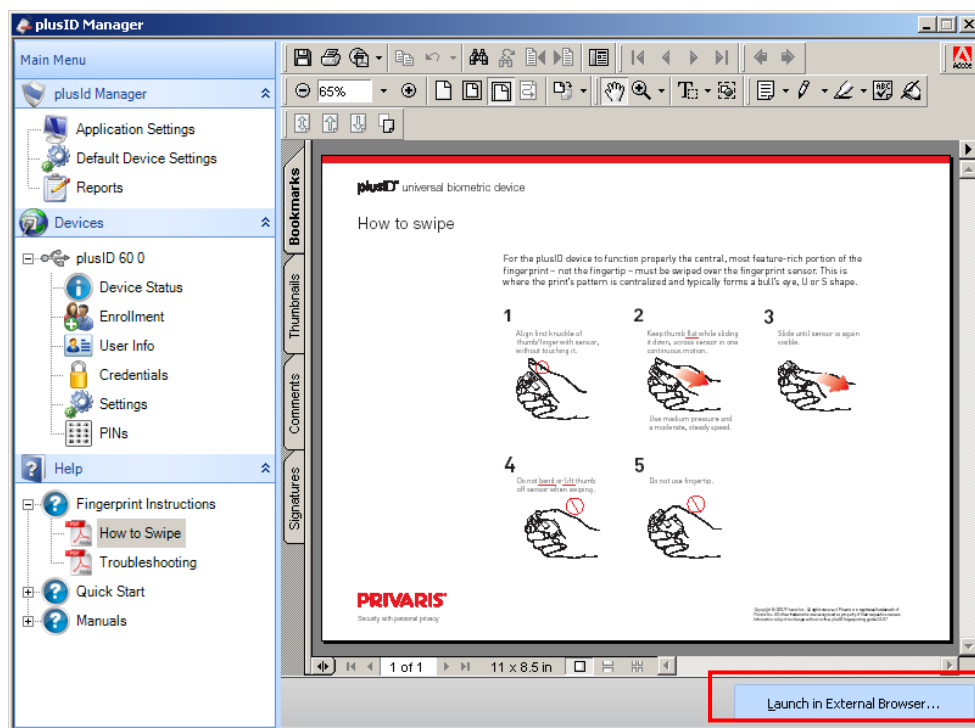 plusID Manager
Main Menu
plusId Manager
Application Settings
Default Device Settings
Reports
Devices
plusID 60 0
Device Status
Enrollment
User Info
Credentials
Settings
PINs
Help
Fingerprint Instructions
How to Swipe
Troubleshooting
Quick Start
Manuals
Adobe
65%
Bookmarks
Thumbnails
Comments
Signatures
plusID universal biometric device
How to swipe
For the plusID device to function properly the central, most feature-rich portion of the
fingerprint – not the fingertip – must be swiped over the fingerprint sensor. This is
where the print's pattern is centralized and typically forms a bull's eye, U or S shape.
1
Align first knuckle of
thumb/finger with sensor,
without touching it.
2
Keep thumb flat while sliding
it down, across sensor in one
continuous motion.
Use medium pressure and
a moderate, steady speed.
3
Slide until sensor is again
visible.
4
Do not bend or lift thumb
off sensor when swiping.
5
Do not use fingertip.
PRIVARIS
Security with personal privacy
1 of 1
11 x 8.5 in
Launch in External Browser...